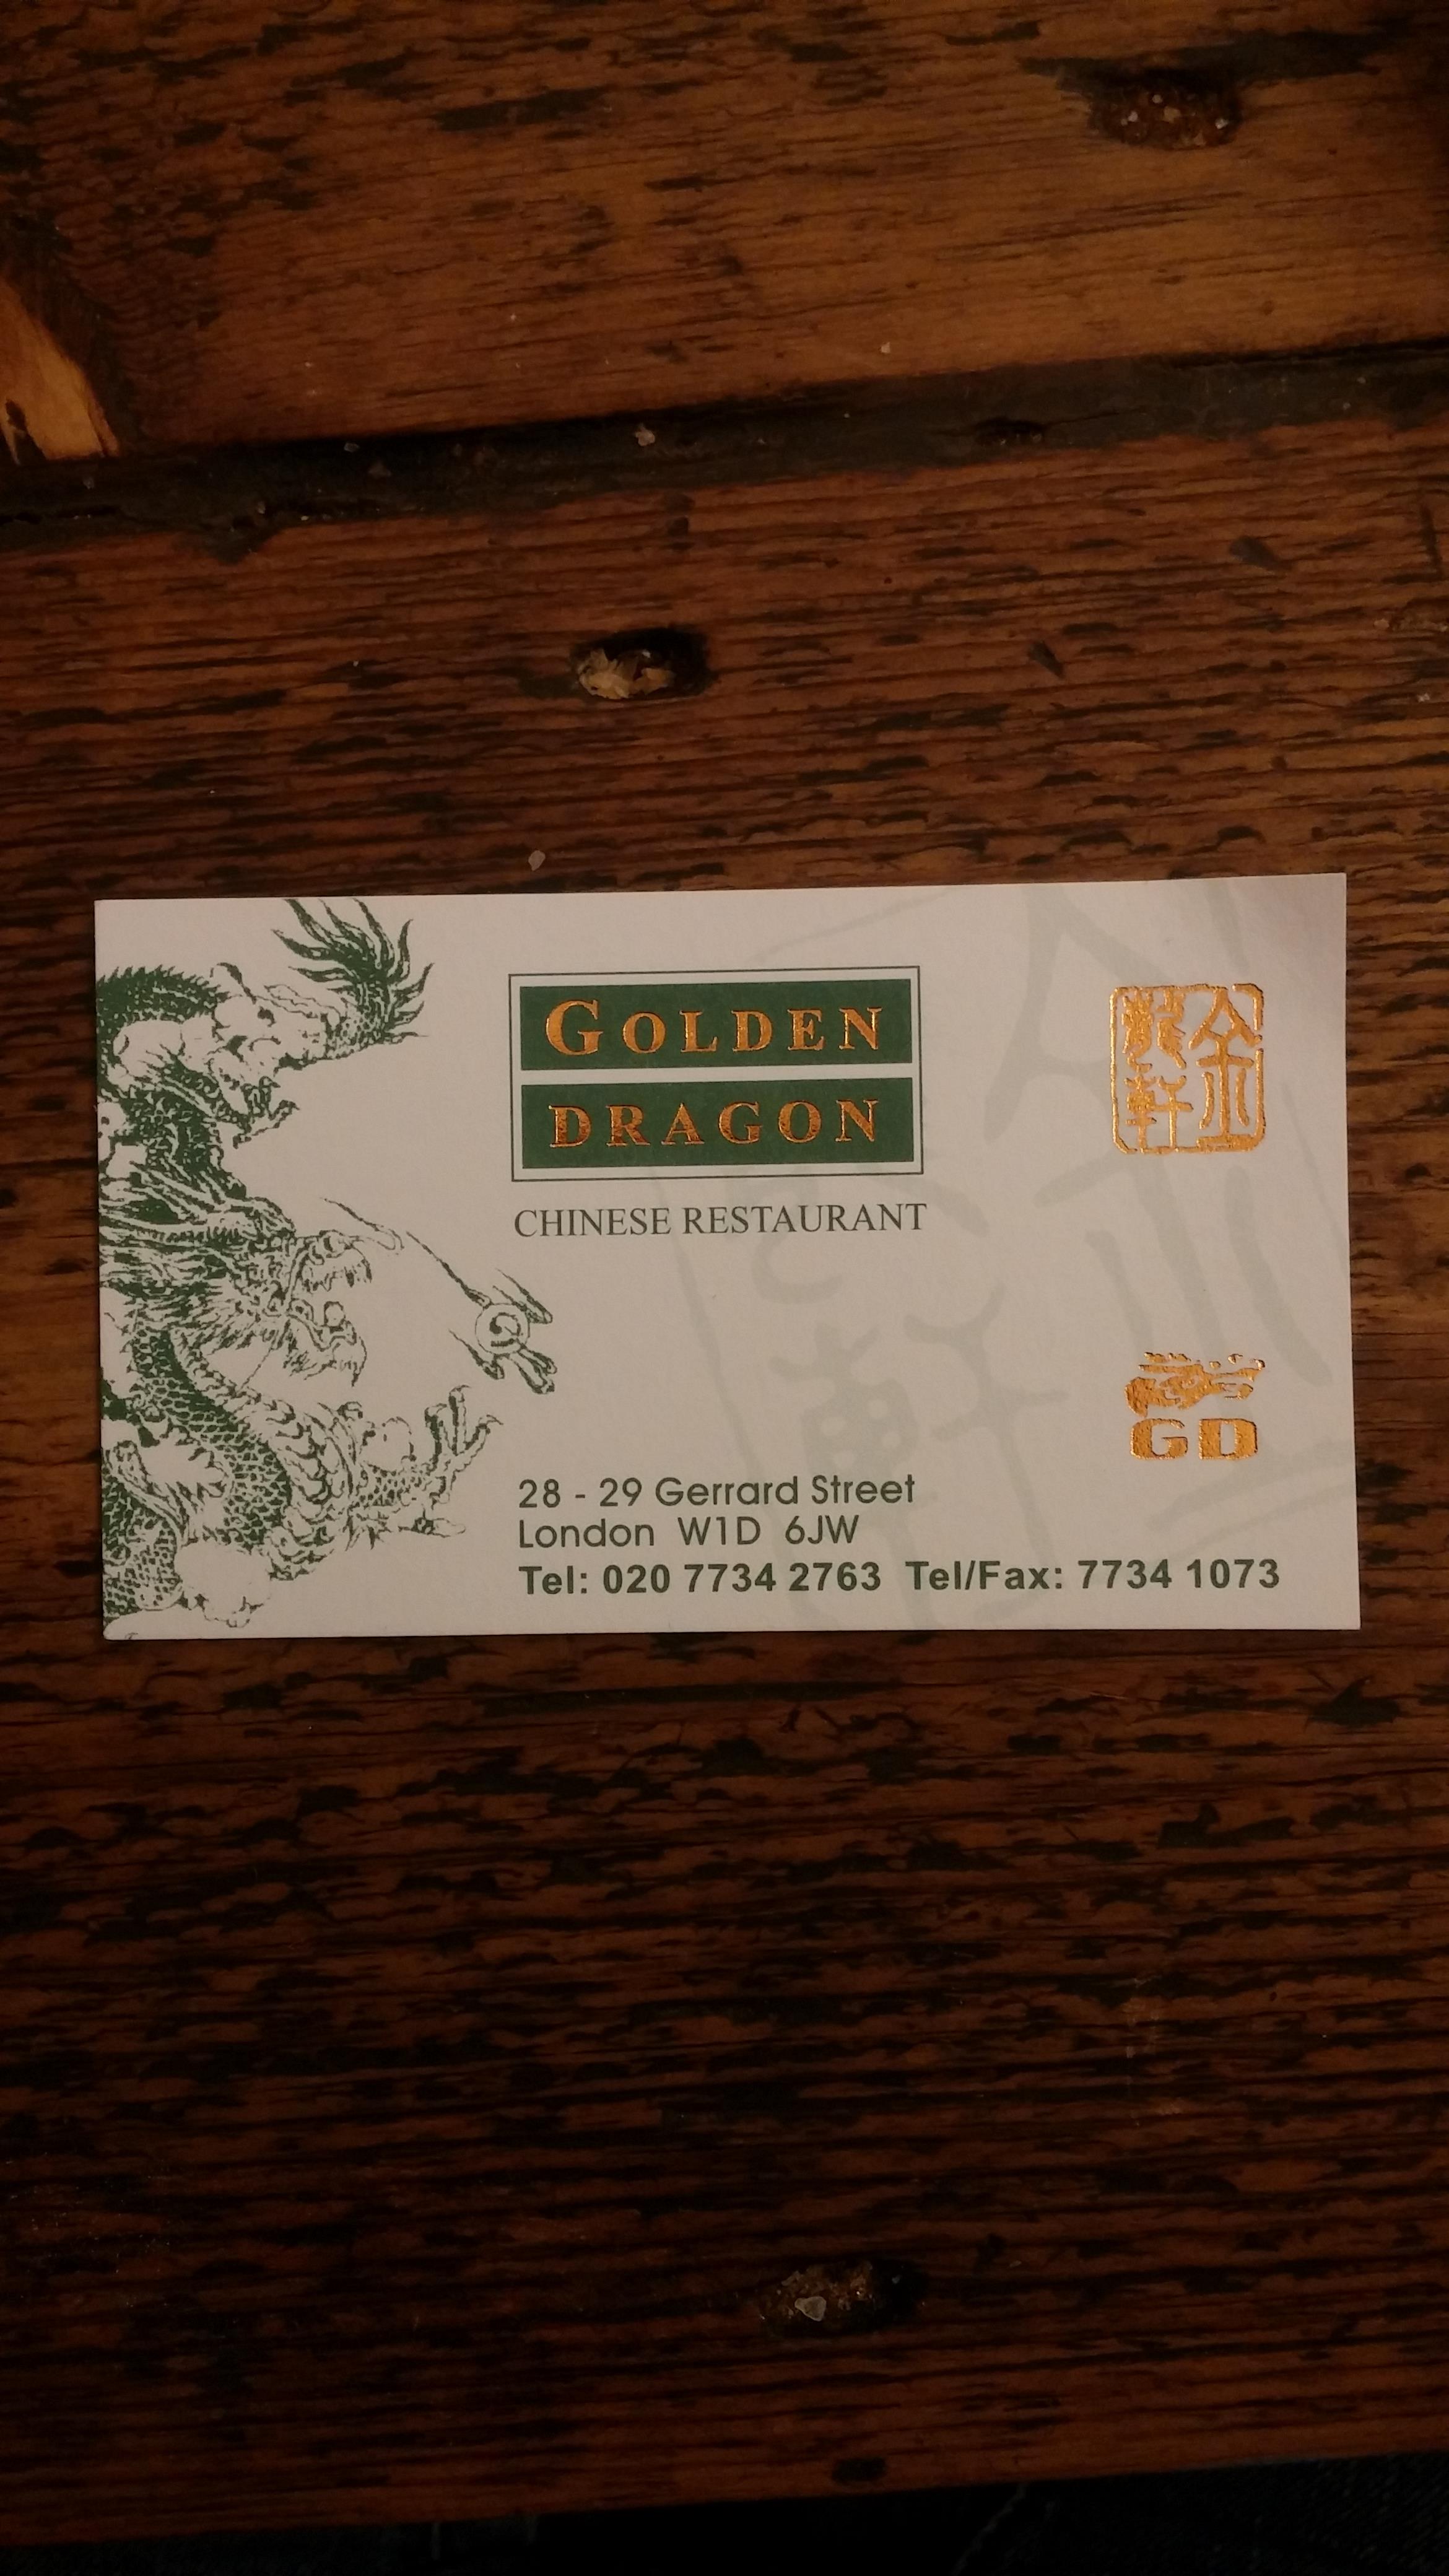 GOLDEN
DRAGON
CHINESE RESTAURANT
金龍軒
GD
28 - 29 Gerrard Street
London W1D 6JW
Tel: 020 7734 2763 Tel/Fax: 7734 1073